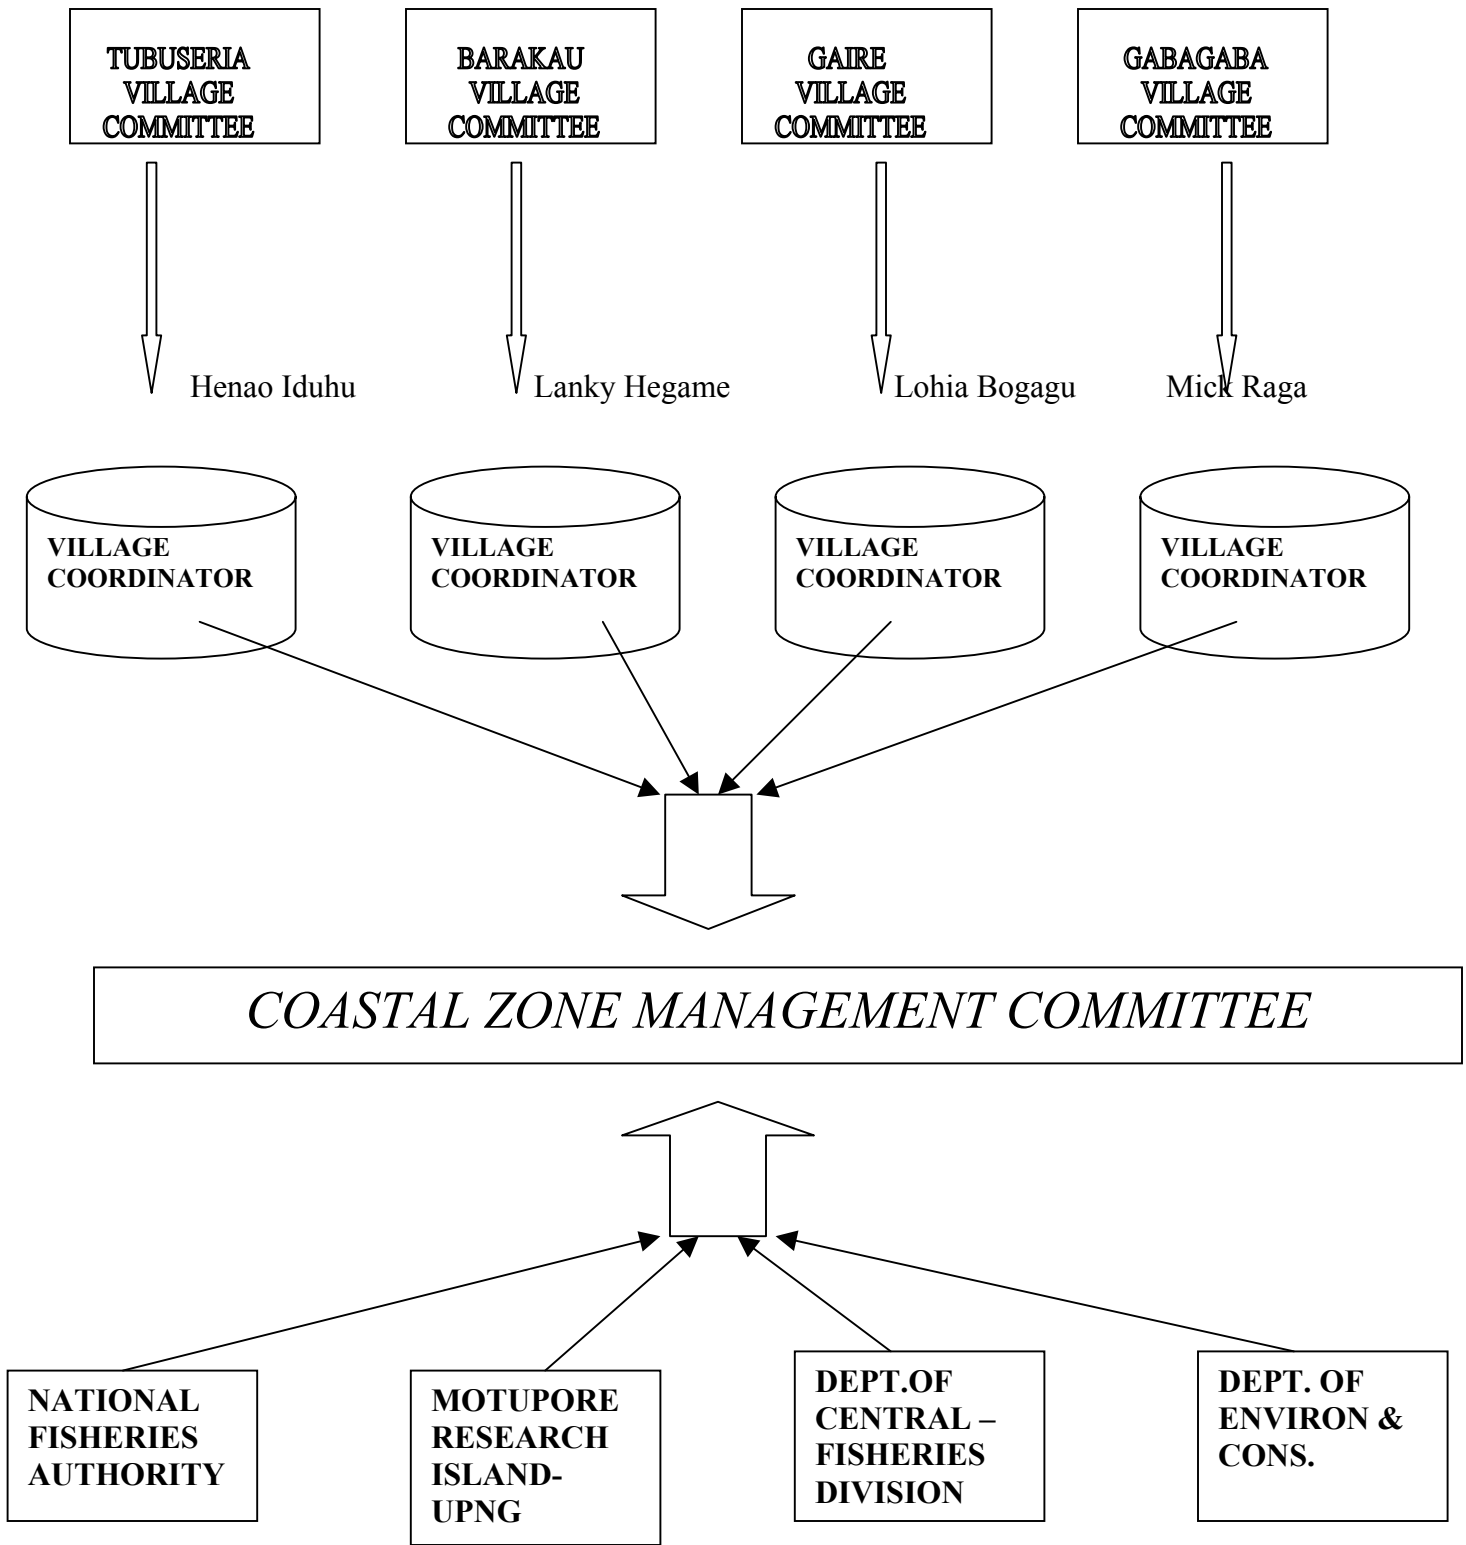 TUBUSERIA
VILLAGE
COMMITTEE
BARAKAU
VILLAGE
COMMITTEE
GAIRE
VILLAGE
COMMITTEE
GABAGABA
VILLAGE
COMMITTEE
Henao Iduhu
Lanky Hegame
Lohia Bogagu
Mick Raga
VILLAGE
COORDINATOR
VILLAGE
COORDINATOR
VILLAGE
COORDINATOR
VILLAGE
COORDINATOR
COASTAL ZONE MANAGEMENT COMMITTEE
NATIONAL
FISHERIES
AUTHORITY
MOTUPORE
RESEARCH
ISLAND-
UPNG
DEPT.OF
CENTRAL –
FISHERIES
DIVISION
DEPT. OF
ENVIRON &
CONS.